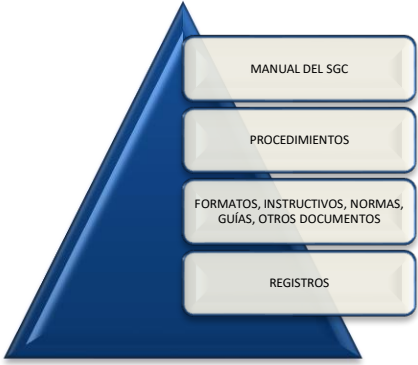 MANUAL DEL SGC
PROCEDIMIENTOS
FORMATOS, INSTRUCTIVOS, NORMAS,
GUÍAS, OTROS DOCUMENTOS
REGISTROS